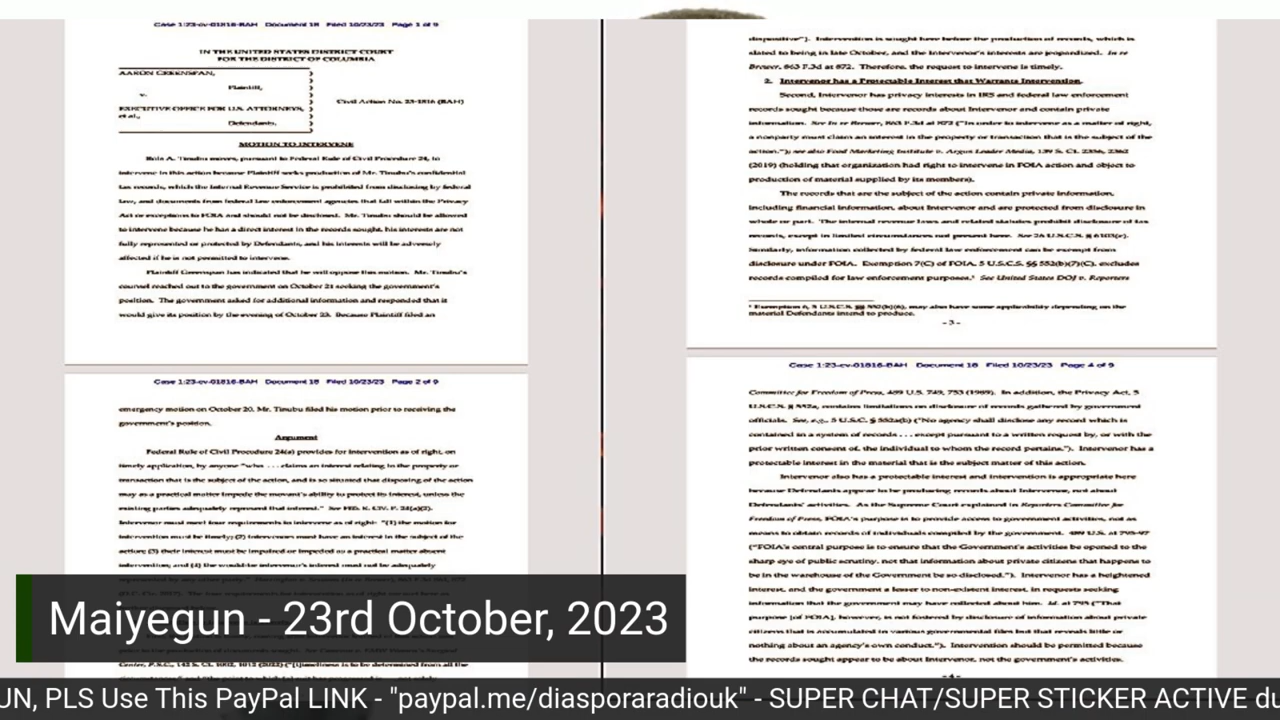 Case 1:23-cv-01816-BAH Document 18 Filed 10/23/23 Page 1 of 9
IN THE UNITED STATES DISTRICT COURT
FOR THE DISTRICT OF COLUMBIA
AARON GREENSPAN,
Plaintiff,
v.
Civil Action No. 23-1816 (BAH)
EXECUTIVE OFFICE FOR U.S. ATTORNEYS,
et al.,
Defendants.
MOTION TO INTERVENE
Bola A. Tinubu moves, pursuant to Federal Rule of Civil Procedure 24, to
intervene in this action because Plaintiff seeks production of Mr. Tinubu's confidential
tax records, which the Internal Revenue Service is prohibited from disclosing by federal
law, and documents from federal law enforcement agencies that fall within the Privacy
Act or exceptions to FOIA and should not be disclosed. Mr. Tinubu should be allowed
to intervene because he has a direct interest in the records sought, his interests are not
fully represented or protected by Defendants, and his interests will be adversely
affected if he is not permitted to intervene.
Plaintiff Greenspan has indicated that he will oppose this motion. Mr. Tinubu's
counsel reached out to the government on October 21 seeking the government's
position. The government asked for additional information and responded that it
would give its position by the evening of October 23. Because Plaintiff filed an
Case 1:23-cv-01816-BAH Document 18 Filed 10/23/23 Page 2 of 9
emergency motion on October 20, Mr. Tinubu filed his motion prior to receiving the
government's position.
Argument
Federal Rule of Civil Procedure 24(a) provides for intervention as of right, on
timely application, by anyone "who . . . claims an interest relating to the property or
transaction that is the subject of the action, and is so situated that disposing of the action
may as a practical matter impede the movant's ability to protect its interest, unless the
existing parties adequately represent that interest." See FED. R. CIV. P. 24(a)(2).
Intervenor must meet four requirements to intervene as of right: "(1) the motion for
intervention must be timely; (2) intervenors must have an interest in the subject of the
action; (3) their interest must be impaired or impeded as a practical matter absent
intervention; and (4) the would-be intervenor's interest must not be adequately
dispositive"). Intervention is sought here before the production of records, which is
slated to being in late October, and the Intervenor's interests are jeopardized. In re
Brewer, 863 F.3d at 872. Therefore, the request to intervene is timely.
2. Intervenor has a Protectable Interest that Warrants Intervention.
Second, Intervenor has privacy interests in IRS and federal law enforcement
records sought because those are records about Intervenor and contain private
information. See In re Brewer, 863 F.3d at 872 ("In order to intervene as a matter of right,
a nonparty must claim an interest in the property or transaction that is the subject of the
action."); see also Food Marketing Institute v. Argus Leader Media, 139 S. Ct. 2356, 2362
(2019) (holding that organization had right to intervene in FOIA action and object to
production of material supplied by its members).
The records that are the subject of the action contain private information,
including financial information, about Intervenor and are protected from disclosure in
whole or part. The internal revenue laws and related statutes prohibit disclosure of tax
records, except in limited circumstances not present here. See 26 U.S.C.S. § 6103(c).
Similarly, information collected by federal law enforcement can be exempt from
disclosure under FOIA. Exemption 7(C) of FOIA, 5 U.S.C.S. §§ 552(b)(7)(C), excludes
records compiled for law enforcement purposes.¹ See United States DOJ v. Reporters
¹ Exemption 6, 5 U.S.C.S. §§ 552(b)(6), may also have some applicability depending on the
material Defendants intend to produce.
- 3 -
Case 1:23-cv-01816-BAH Document 18 Filed 10/23/23 Page 4 of 9
Committee for Freedom of Press, 489 U.S. 749, 753 (1989). In addition, the Privacy Act, 5
U.S.C.S. § 552a, contains limitations on disclosure of records gathered by government
officials. See, e.g., 5 U.S.C. § 552a(b) ("No agency shall disclose any record which is
contained in a system of records . . . except pursuant to a written request by, or with the
prior written consent of, the individual to whom the record pertains."). Intervenor has a
protectable interest in the material that is the subject matter of this action.
Intervenor also has a protectable interest and intervention is appropriate here
because Defendants appear to be producing records about Intervenor, not about
Defendants' activities. As the Supreme Court explained in Reporters Committee for
Freedom of Press, FOIA's purpose is to provide access to government activities, not as
means to obtain records of individuals compiled by the government. 489 U.S. at 795-97
("FOIA's central purpose is to ensure that the Government's activities be opened to the
sharp eye of public scrutiny, not that information about private citizens that happens to
be in the warehouse of the Government be so disclosed."). Intervenor has a heightened
interest, and the government a lesser to non-existent interest, in requests seeking
information that the government may have collected about him. Id. at 795 ("That
purpose [of FOIA], however, is not fostered by disclosure of information about private
citizens that is accumulated in various governmental files but that reveals little or
nothing about an agency's own conduct."). Intervention should be permitted because
the records sought appear to be about Intervenor, not the government's activities.
- 4 -
Maiyegun - 23rd October, 2023
UN, PLS Use This PayPal LINK - "paypal.me/diasporaradiouk" - SUPER CHAT/SUPER STICKER ACTIVE du